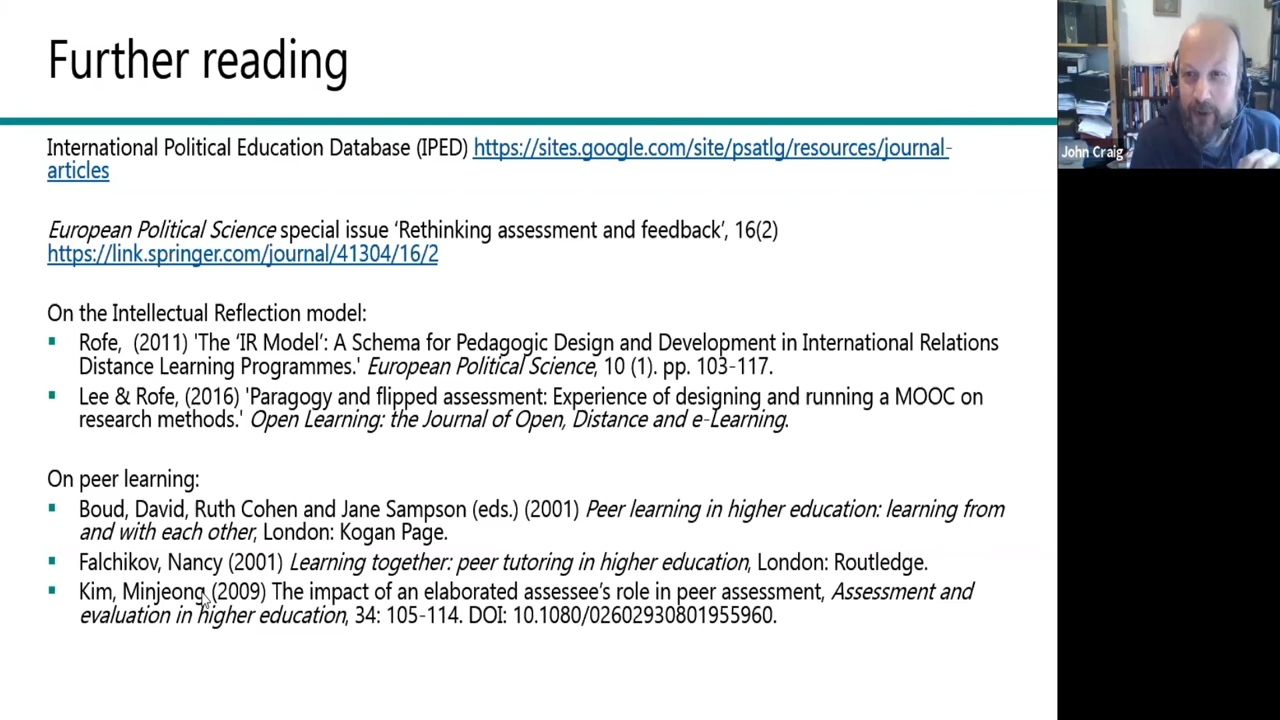 Further reading
International Political Education Database (IPED) https://sites.google.com/site/psatlg/resources/journal-
articles
European Political Science special issue ‘Rethinking assessment and feedback’, 16(2)
https://link.springer.com/journal/41304/16/2
On the Intellectual Reflection model:
▪ Rofe, (2011) 'The ‘IR Model’: A Schema for Pedagogic Design and Development in International Relations
Distance Learning Programmes.' European Political Science, 10 (1). pp. 103-117.
▪ Lee & Rofe, (2016) 'Paragogy and flipped assessment: Experience of designing and running a MOOC on
research methods.' Open Learning: the Journal of Open, Distance and e-Learning.
On peer learning:
▪ Boud, David, Ruth Cohen and Jane Sampson (eds.) (2001) Peer learning in higher education: learning from
and with each other, London: Kogan Page.
▪ Falchikov, Nancy (2001) Learning together: peer tutoring in higher education, London: Routledge.
▪ Kim, Minjeong (2009) The impact of an elaborated assessee’s role in peer assessment, Assessment and
evaluation in higher education, 34: 105-114. DOI: 10.1080/02602930801955960.
John Craig